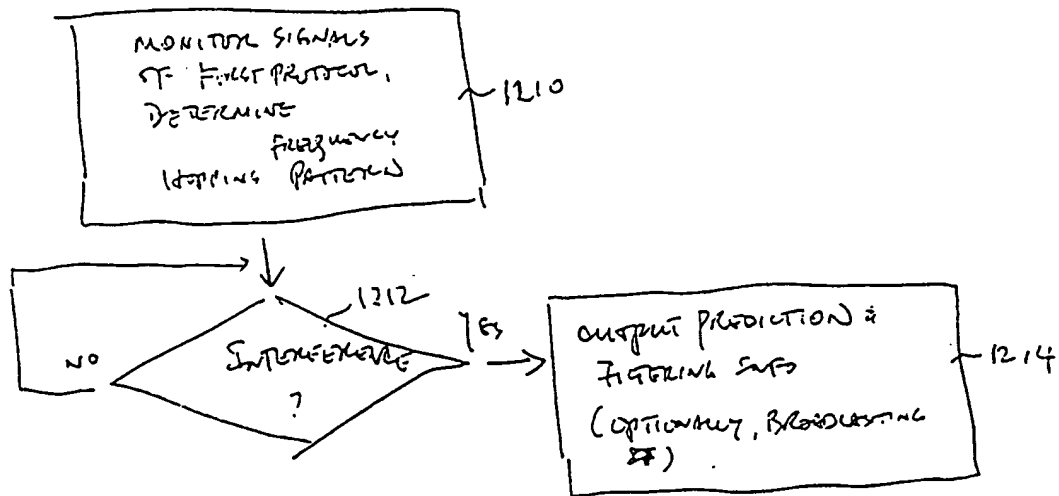 MONITOR SIGNALS
OF FIRST PROTOCOL,
DETERMINE
FREQUENCY
HOPPING PATTERN
1210
1212
INTERFERENCE
?
NO
YES
OUTPUT PREDICTION &
FILTERING INFO
(OPTIONALLY, BROADCASTING
)
1214